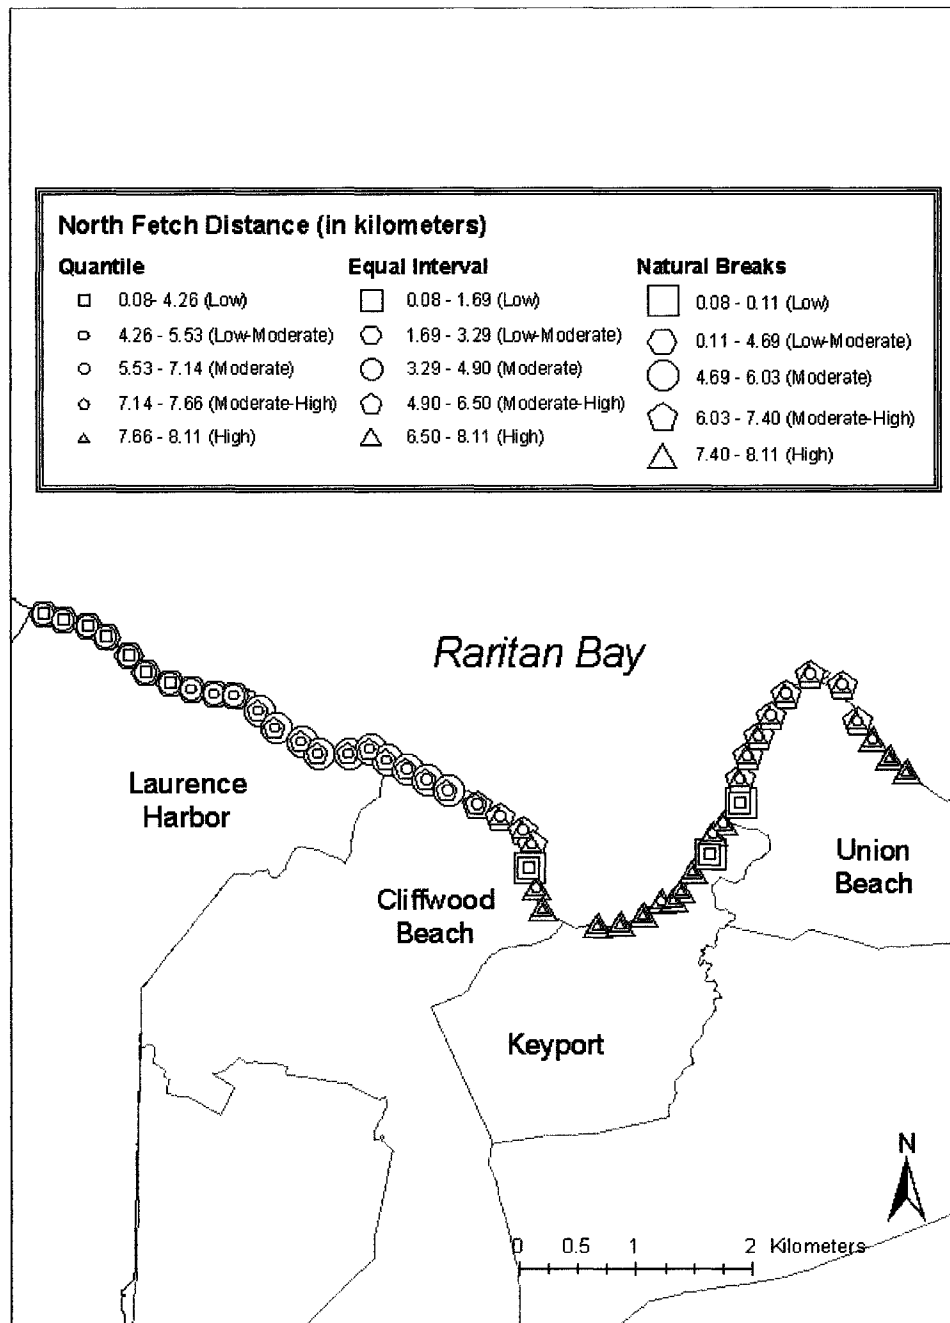 North Fetch Distance (in kilometers)
Quantile
0.08- 4.26 (Low)
4.26 - 5.53 (Low-Moderate)
5.53 - 7.14 (Moderate)
7.14 - 7.66 (Moderate-High)
7.66 - 8.11 (High)
Equal Interval
0.08 - 1.69 (Low)
1.69 - 3.29 (Low-Moderate)
3.29 - 4.90 (Moderate)
4.90 - 6.50 (Moderate-High)
6.50 - 8.11 (High)
Natural Breaks
0.08 - 0.11 (Low)
0.11 - 4.69 (Low-Moderate)
4.69 - 6.03 (Moderate)
6.03 - 7.40 (Moderate-High)
7.40 - 8.11 (High)
Raritan Bay
Laurence
Harbor
Cliffwood
Beach
Union
Beach
Keyport
N
0 0.5 1 2 Kilometers